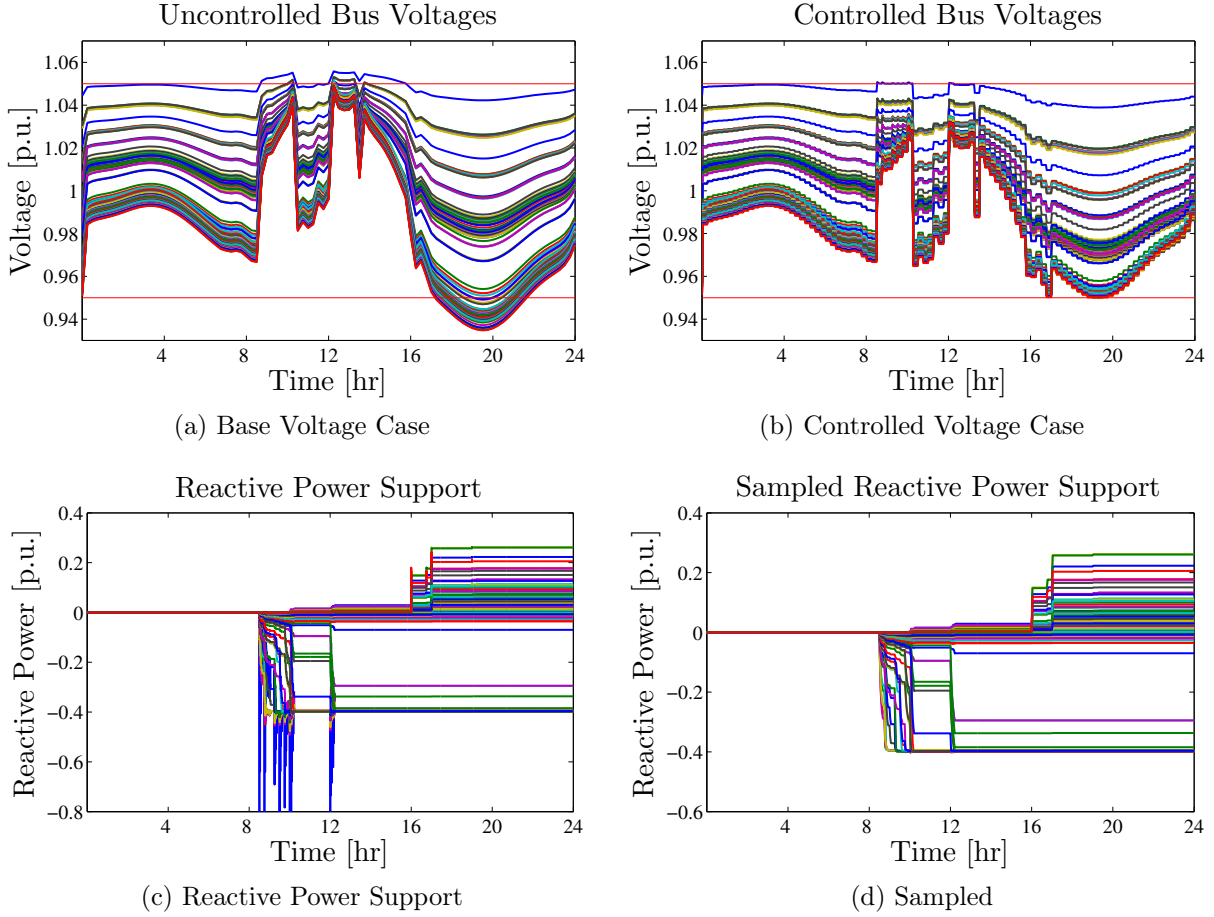 Uncontrolled Bus Voltages
1.06
1.04
1.02
1
0.98
0.96
0.94
Voltage [p.u.]
4 8 12 16 20 24
Time [hr]
(a) Base Voltage Case
Controlled Bus Voltages
1.06
1.04
1.02
1
0.98
0.96
0.94
Voltage [p.u.]
4 8 12 16 20 24
Time [hr]
(b) Controlled Voltage Case
Reactive Power Support
0.4
0.2
0
−0.2
−0.4
−0.6
−0.8
Reactive Power [p.u.]
4 8 12 16 20 24
Time [hr]
(c) Reactive Power Support
Sampled Reactive Power Support
0.4
0.2
0
−0.2
−0.4
−0.6
Reactive Power [p.u.]
4 8 12 16 20 24
Time [hr]
(d) Sampled